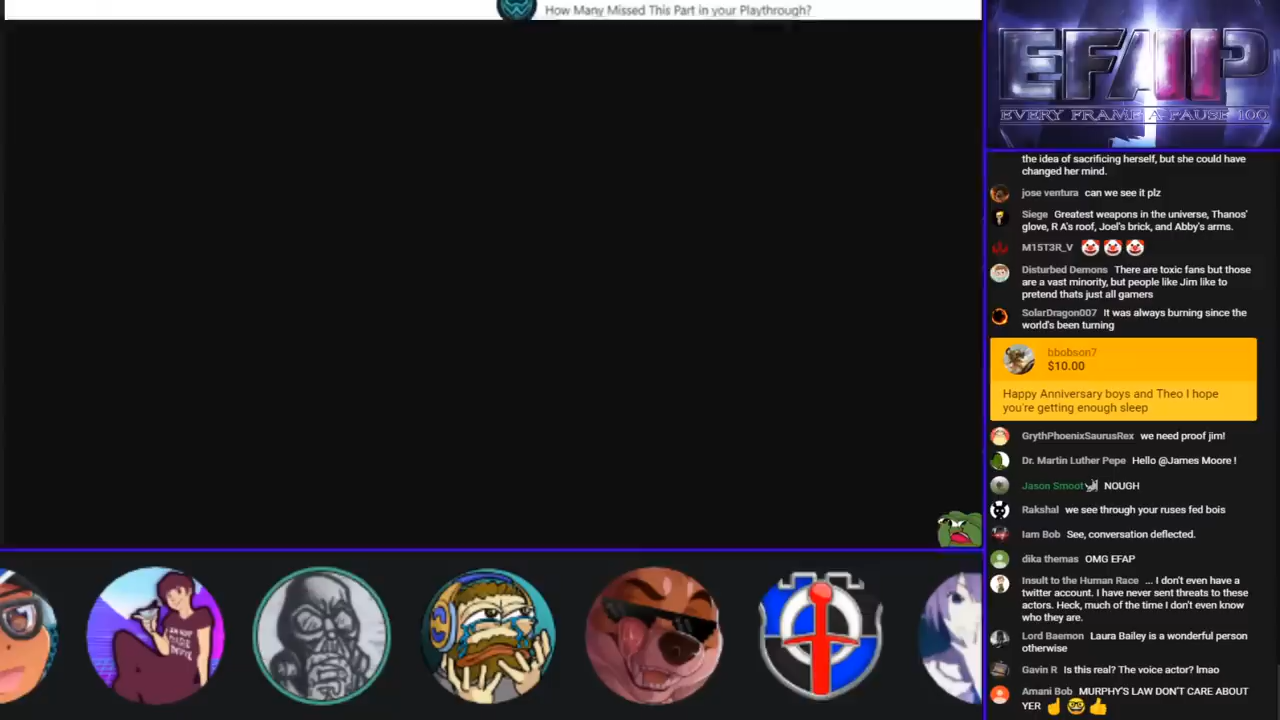 How Many Missed This Part in your Playthrough?
EFAP
EVERY FRAME A PAUSE 100
the idea of sacrificing herself, but she could have
changed her mind.
jose ventura can we see it plz
Siege Greatest weapons in the universe, Thanos'
glove, R A's roof, Joel's brick, and Abby's arms.
M15T3R_V 🤡 🤡 🤡
Disturbed Demons There are toxic fans but those
are a vast minority, but people like Jim like to
pretend thats just all gamers
SolarDragon007 It was always burning since the
world's been turning
bbobson7
$10.00
Happy Anniversary boys and Theo I hope
you're getting enough sleep
GrythPhoenixSaurusRex we need proof jim!
Dr. Martin Luther Pepe Hello @James Moore !
Jason Smoot NOUGH
Rakshal we see through your ruses fed bois
Iam Bob See, conversation deflected.
dika themas OMG EFAP
Insult to the Human Race ... I don't even have a
twitter account. I have never sent threats to these
actors. Heck, much of the time I don't even know
who they are.
Lord Baemon Laura Bailey is a wonderful person
otherwise
Gavin R Is this real? The voice actor? lmao
Amani Bob MURPHY'S LAW DON'T CARE ABOUT
YER ☝ 🤓 👍